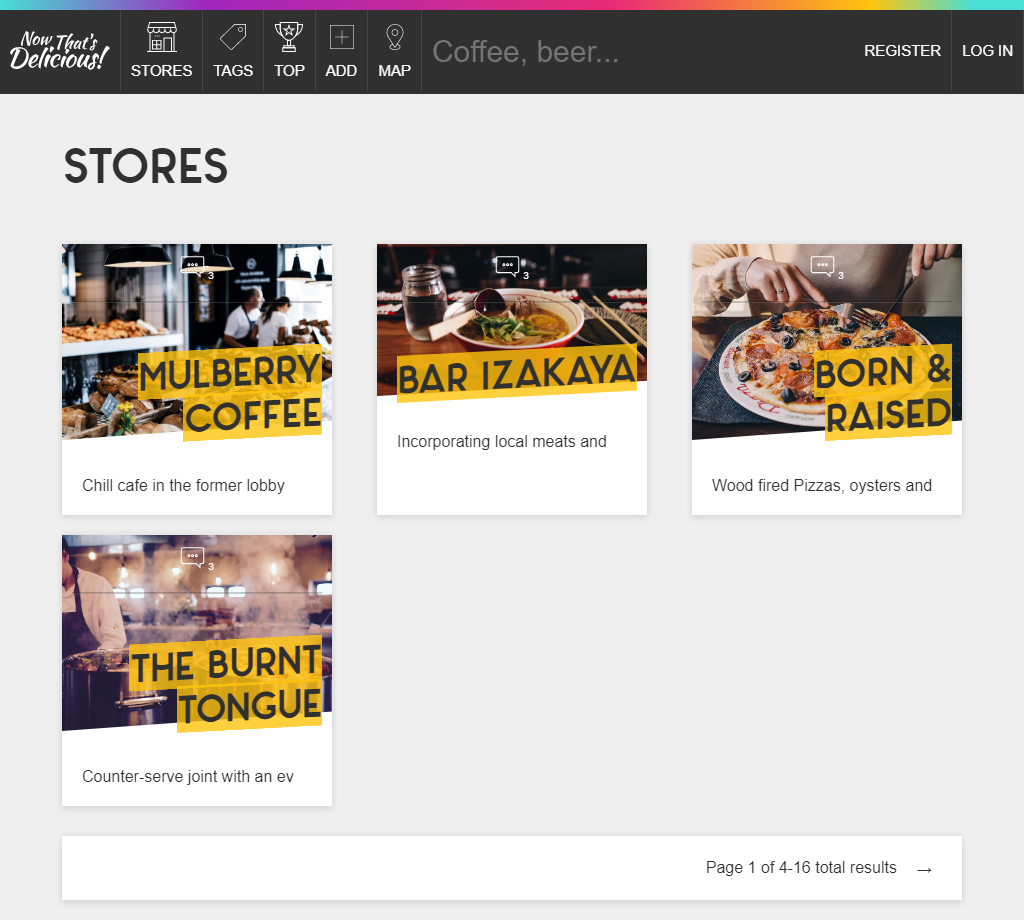 Now That's
Delicious!
STORES
TAGS
TOP
ADD
MAP
Coffee, beer...
REGISTER
LOG IN
STORES
3
MULBERRY
COFFEE
Chill cafe in the former lobby
3
BAR IZAKAYA
Incorporating local meats and
3
BORN &
RAISED
Wood fired Pizzas, oysters and
3
THE BURNT
TONGUE
Counter-serve joint with an ev
Page 1 of 4-16 total results →